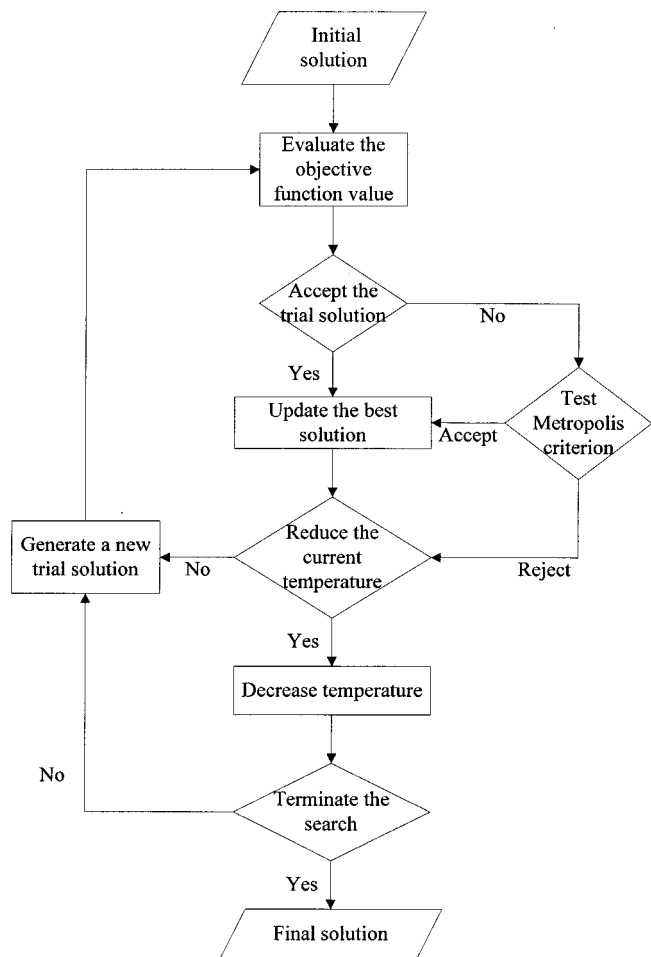 Initial
solution
Evaluate the
objective
function value
Accept the
trial solution
No
Yes
Test
Metropolis
criterion
Update the best
solution
Accept
Reduce the
current
temperature
Generate a new
trial solution
No
Reject
Yes
Decrease temperature
No
Terminate the
search
Yes
Final solution